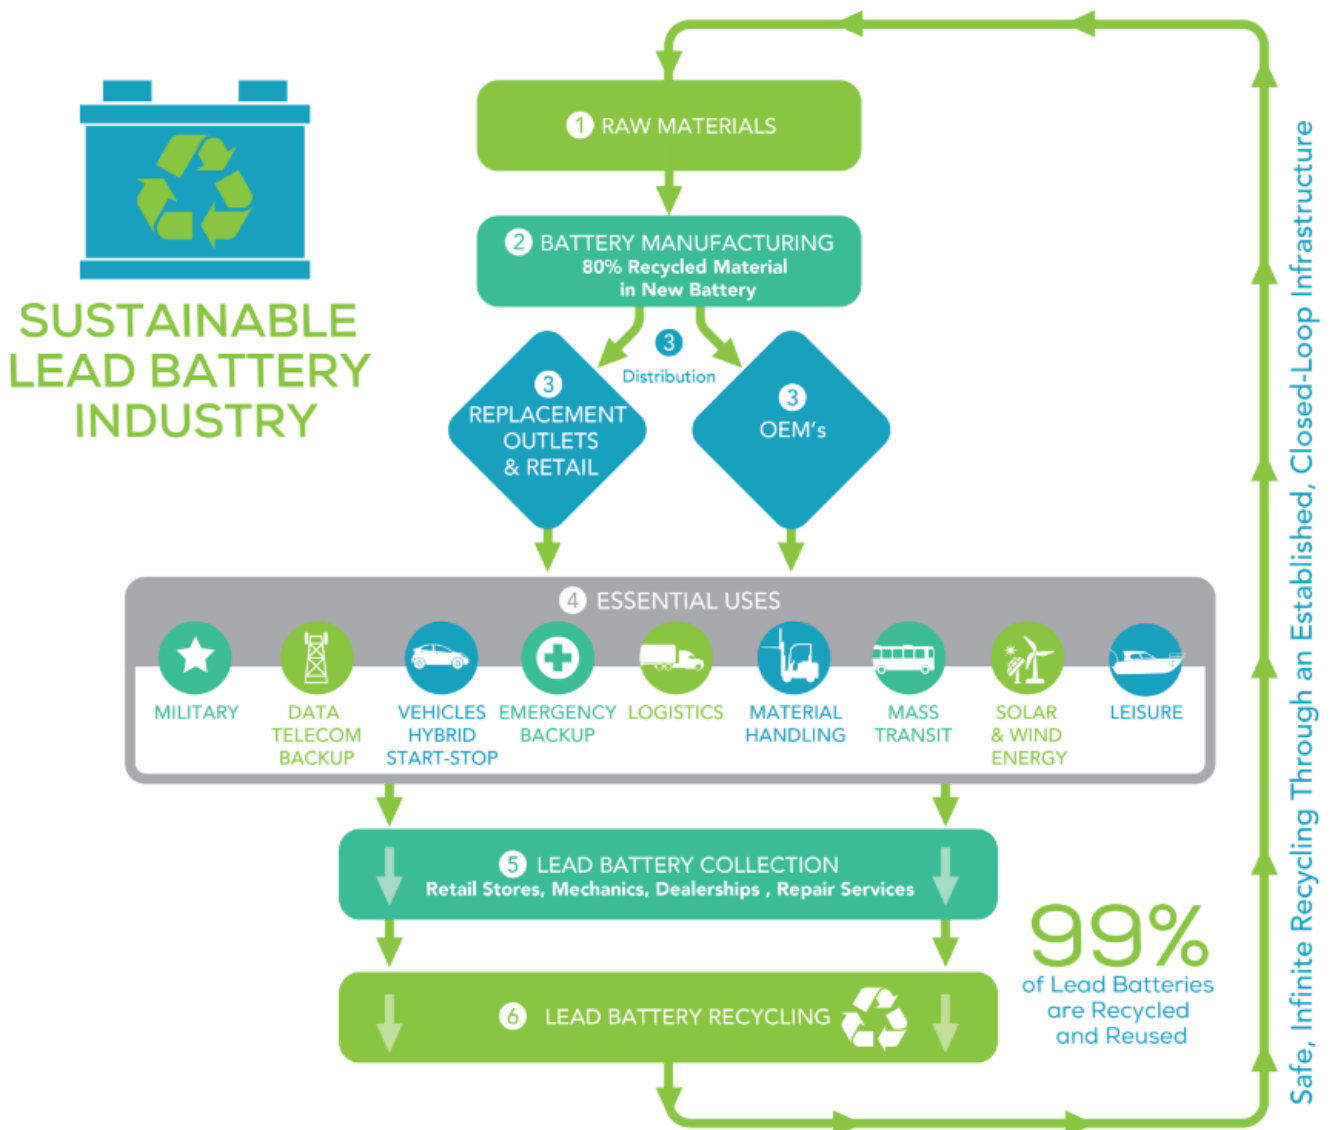 SUSTAINABLE
LEAD BATTERY
INDUSTRY
1 RAW MATERIALS
2 BATTERY MANUFACTURING
80% Recycled Material
in New Battery
3
Distribution
3
REPLACEMENT
OUTLETS
& RETAIL
3
OEM's
4 ESSENTIAL USES
MILITARY
DATA
TELECOM
BACKUP
VEHICLES
HYBRID
START-STOP
EMERGENCY
BACKUP
LOGISTICS
MATERIAL
HANDLING
MASS
TRANSIT
SOLAR
& WIND
ENERGY
LEISURE
5 LEAD BATTERY COLLECTION
Retail Stores, Mechanics, Dealerships , Repair Services
6 LEAD BATTERY RECYCLING
99%
of Lead Batteries
are Recycled
and Reused
Safe, Infinite Recycling Through an Established, Closed-Loop Infrastructure